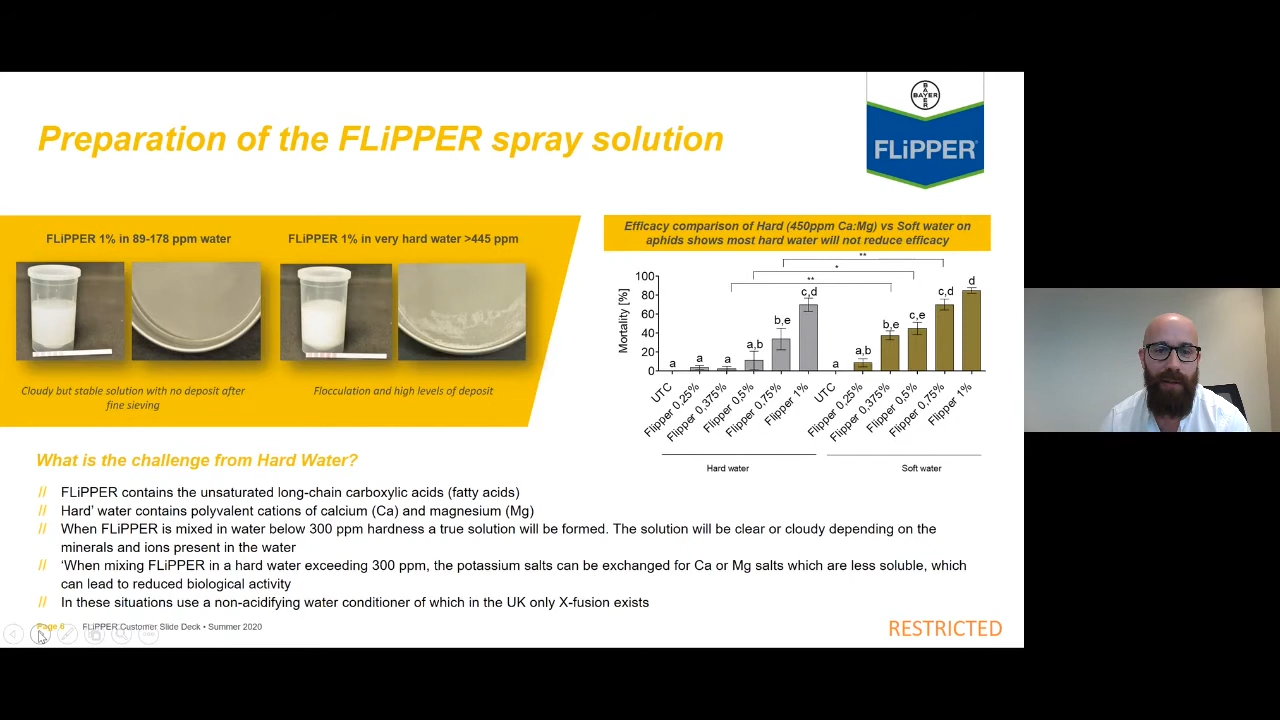 BAYER
BAYER
Preparation of the FLiPPER spray solution
FLiPPER®
FLiPPER 1% in 89-178 ppm water
FLiPPER 1% in very hard water >445 ppm
Cloudy but stable solution with no deposit after
fine sieving
Flocculation and high levels of deposit
Efficacy comparison of Hard (450ppm Ca:Mg) vs Soft water on
aphids shows most hard water will not reduce efficacy
**
*
**
Mortality [%]
100
80
60
40
20
0
a
a
a
a,b
b,e
c,d
a
a,b
b,e
c,e
c,d
d
UTC
Flipper 0.25%
Flipper 0,375%
Flipper 0,5%
Flipper 0,75%
Flipper 1%
UTC
Flipper 0.25%
Flipper 0,375%
Flipper 0,5%
Flipper 0,75%
Flipper 1%
Hard water
Soft water
What is the challenge from Hard Water?
// FLiPPER contains the unsaturated long-chain carboxylic acids (fatty acids)
// Hard’ water contains polyvalent cations of calcium (Ca) and magnesium (Mg)
// When FLiPPER is mixed in water below 300 ppm hardness a true solution will be formed. The solution will be clear or cloudy depending on the
minerals and ions present in the water
// ‘When mixing FLiPPER in a hard water exceeding 300 ppm, the potassium salts can be exchanged for Ca or Mg salts which are less soluble, which
can lead to reduced biological activity
// In these situations use a non-acidifying water conditioner of which in the UK only X-fusion exists
Page 6
FLiPPER Customer Slide Deck • Summer 2020
RESTRICTED